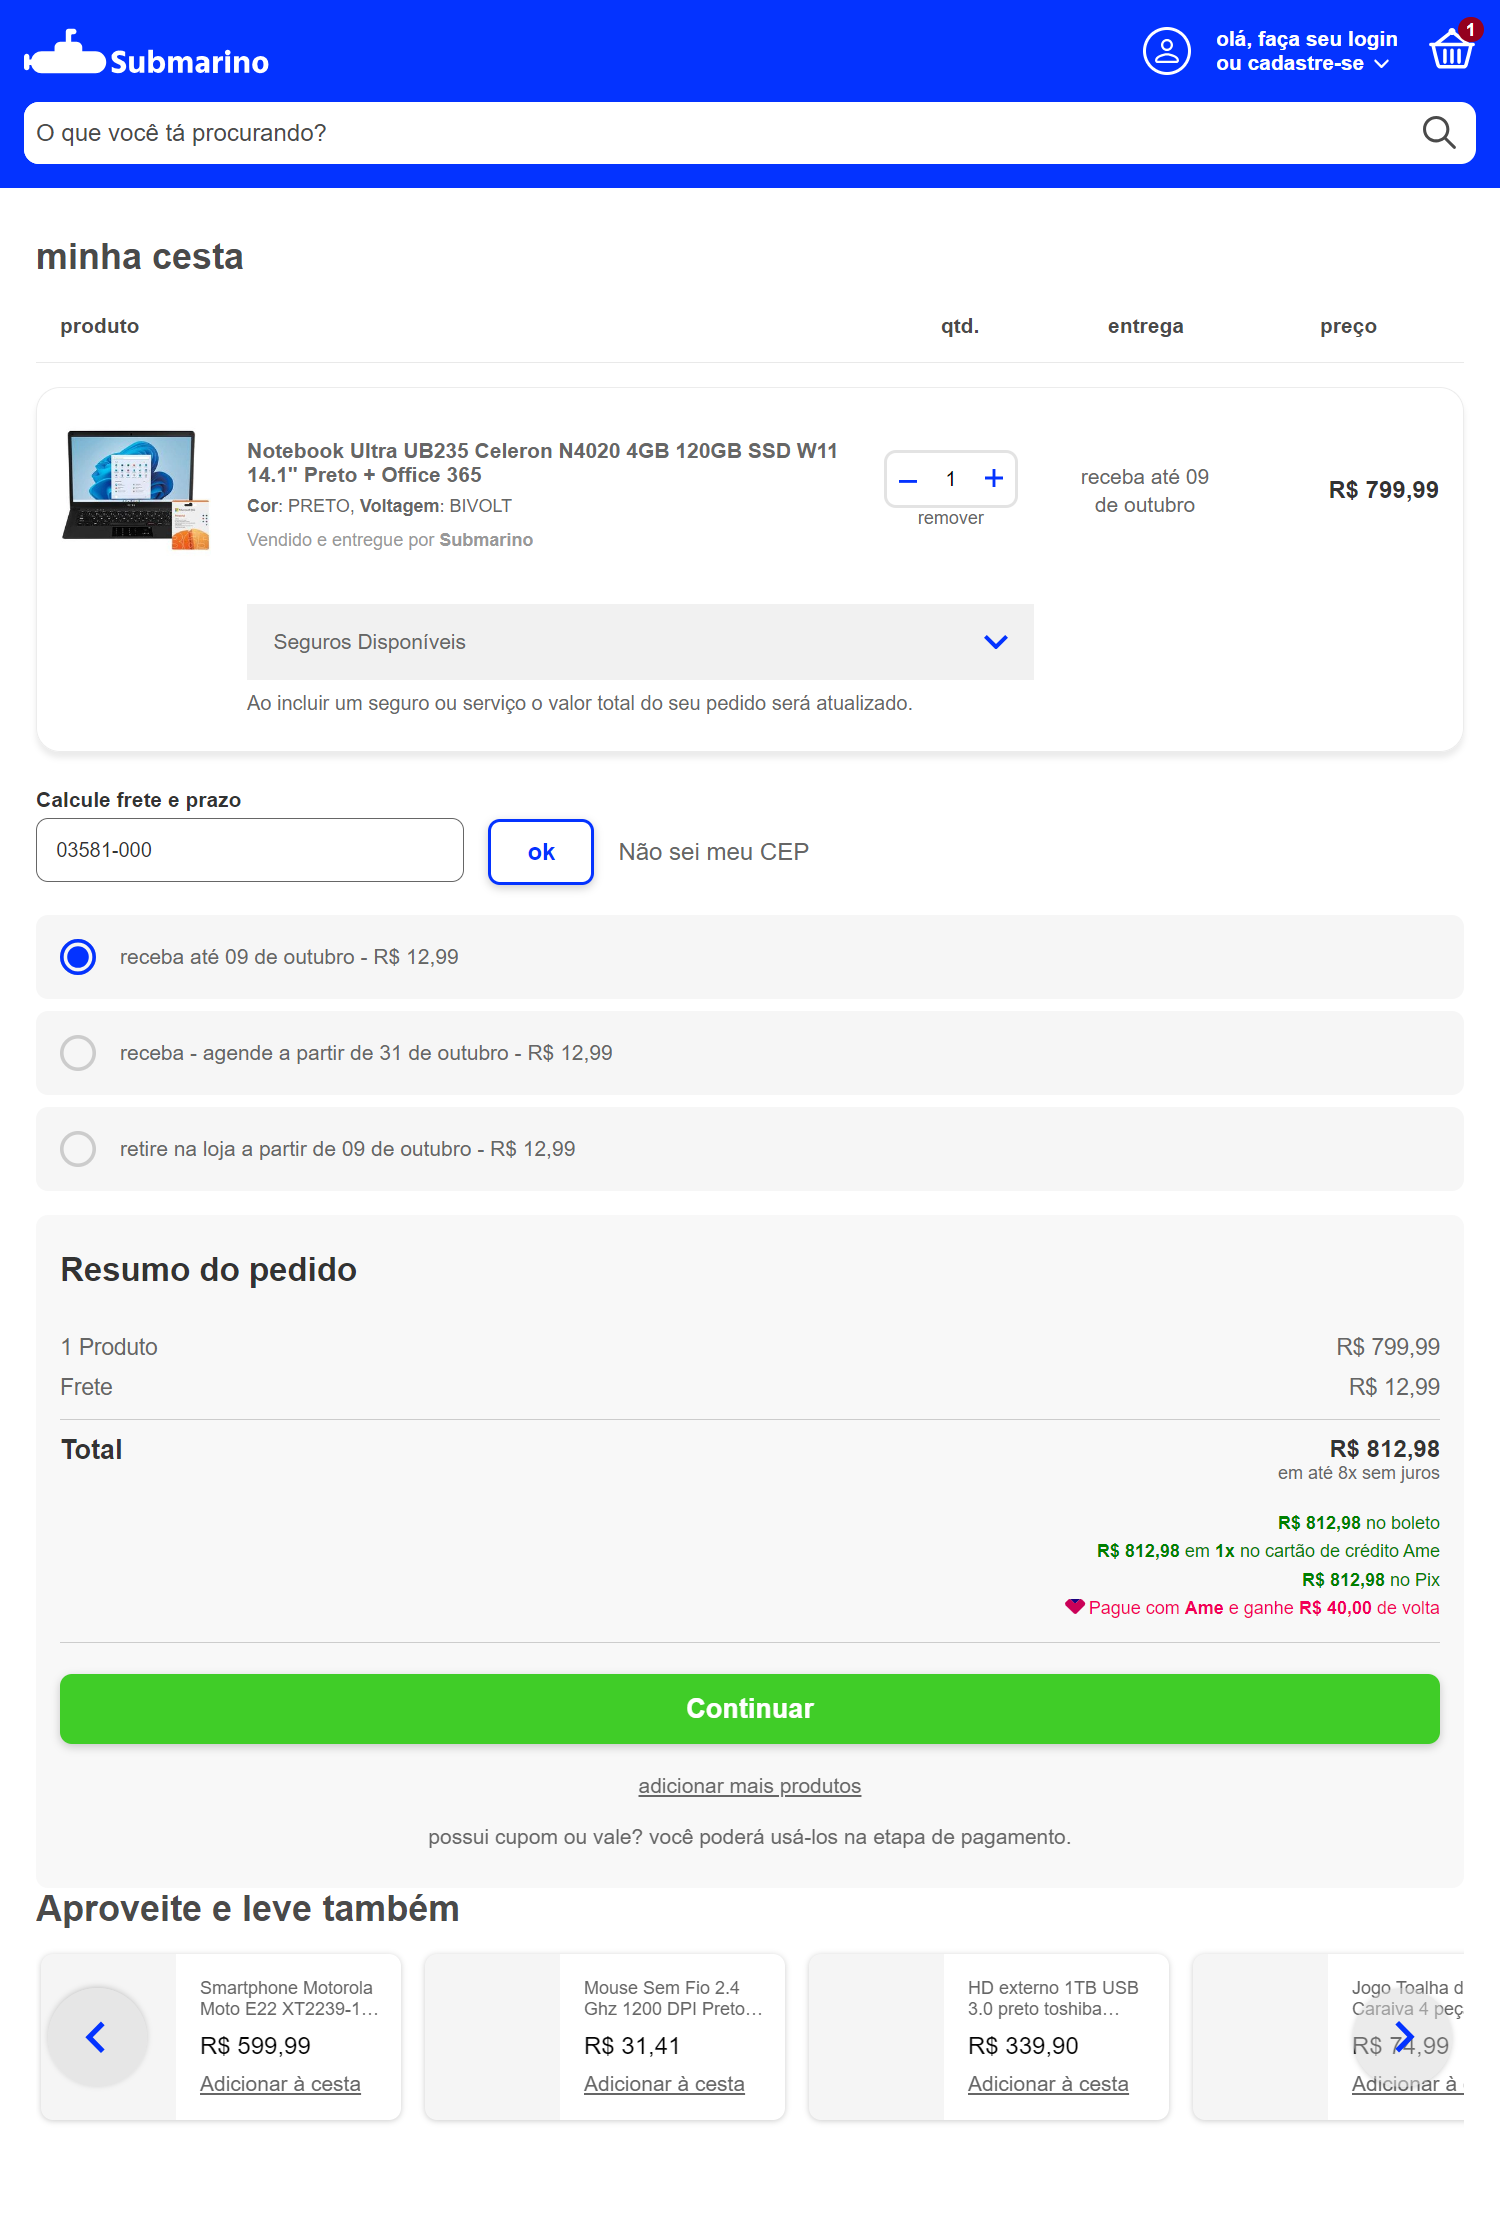 Submarino
olá, faça seu login
ou cadastre-se
1
O que você tá procurando?
minha cesta
produto qtd. entrega preço
Notebook Ultra UB235 Celeron N4020 4GB 120GB SSD W11
14.1" Preto + Office 365
Cor: PRETO, Voltagem: BIVOLT
Vendido e entregue por Submarino
1
remover
receba até 09
de outubro
R$ 799,99
Seguros Disponíveis
Ao incluir um seguro ou serviço o valor total do seu pedido será atualizado.
Calcule frete e prazo
03581-000 ok Não sei meu CEP
receba até 09 de outubro - R$ 12,99
receba - agende a partir de 31 de outubro - R$ 12,99
retire na loja a partir de 09 de outubro - R$ 12,99
Resumo do pedido
1 Produto R$ 799,99
Frete R$ 12,99
Total R$ 812,98
em até 8x sem juros
R$ 812,98 no boleto
R$ 812,98 em 1x no cartão de crédito Ame
R$ 812,98 no Pix
Pague com Ame e ganhe R$ 40,00 de volta
Continuar
adicionar mais produtos
possui cupom ou vale? você poderá usá-los na etapa de pagamento.
Aproveite e leve também
Smartphone Motorola
Moto E22 XT2239-1...
R$ 599,99
Adicionar à cesta
Mouse Sem Fio 2.4
Ghz 1200 DPI Preto...
R$ 31,41
Adicionar à cesta
HD externo 1TB USB
3.0 preto toshiba...
R$ 339,90
Adicionar à cesta
Jogo Toalha d
Caraiva 4 peç
R$ 74,99
Adicionar à